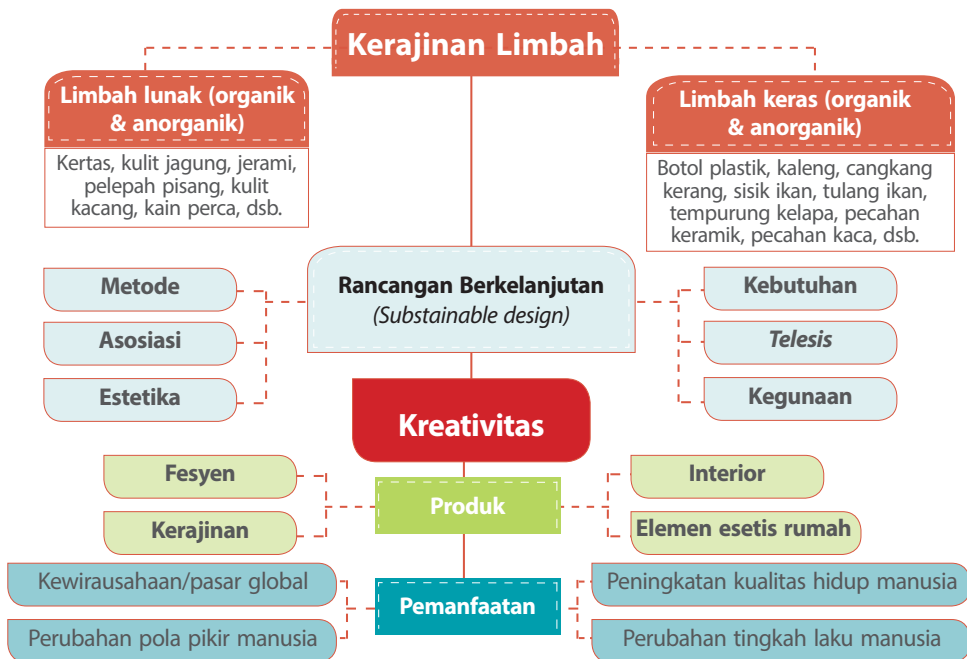 Kerajinan Limbah
Limbah lunak (organik
& anorganik)
Kertas, kulit jagung, jerami,
pelepah pisang, kulit
kacang, kain perca, dsb.
Limbah keras (organik
& anorganik)
Botol plastik, kaleng, cangkang
kerang, sisik ikan, tulang ikan,
tempurung kelapa, pecahan
keramik, pecahan kaca, dsb.
Rancangan Berkelanjutan
(Substainable design)
Metode
Asosiasi
Estetika
Kebutuhan
Telesis
Kegunaan
Kreativitas
Fesyen
Kerajinan
Produk
Interior
Elemen esetis rumah
Kewirausahaan/pasar global
Perubahan pola pikir manusia
Pemanfaatan
Peningkatan kualitas hidup manusia
Perubahan tingkah laku manusia